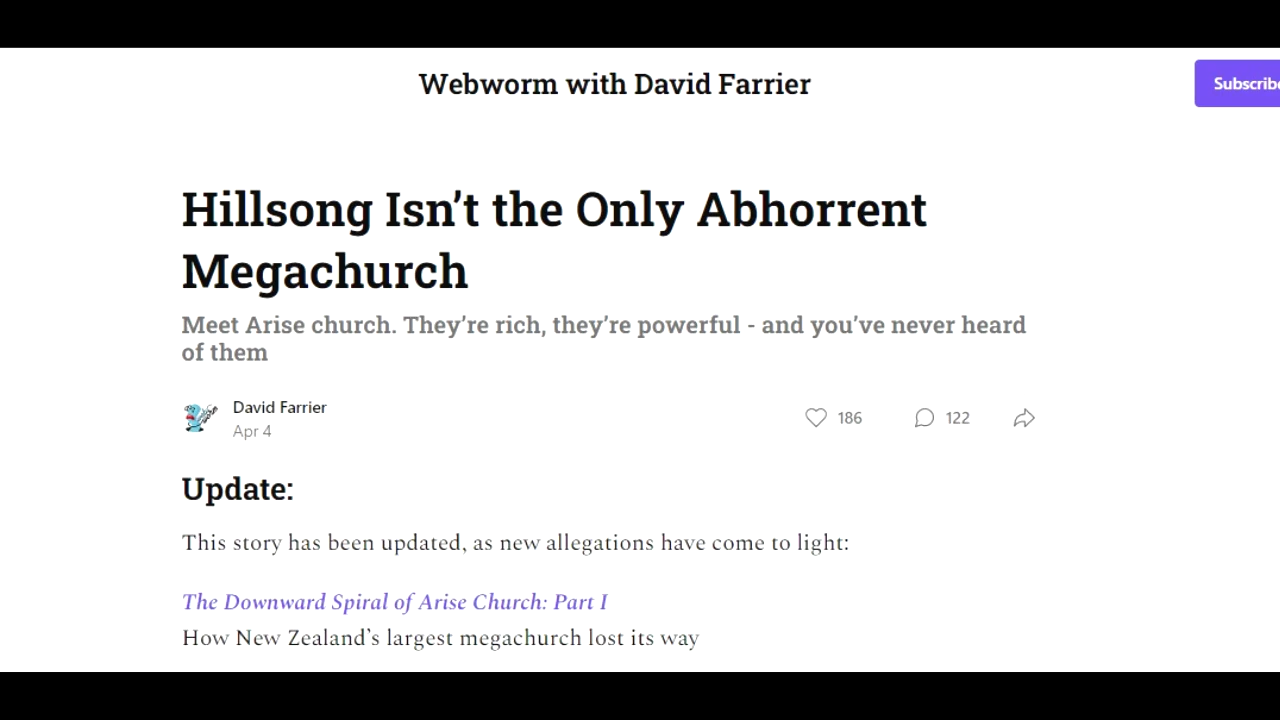 Webworm with David Farrier
Subscribe
Hillsong Isn’t the Only Abhorrent
Megachurch
Meet Arise church. They’re rich, they’re powerful - and you’ve never heard
of them
David Farrier
Apr 4
186
122
Update:
This story has been updated, as new allegations have come to light:
The Downward Spiral of Arise Church: Part I
How New Zealand’s largest megachurch lost its way